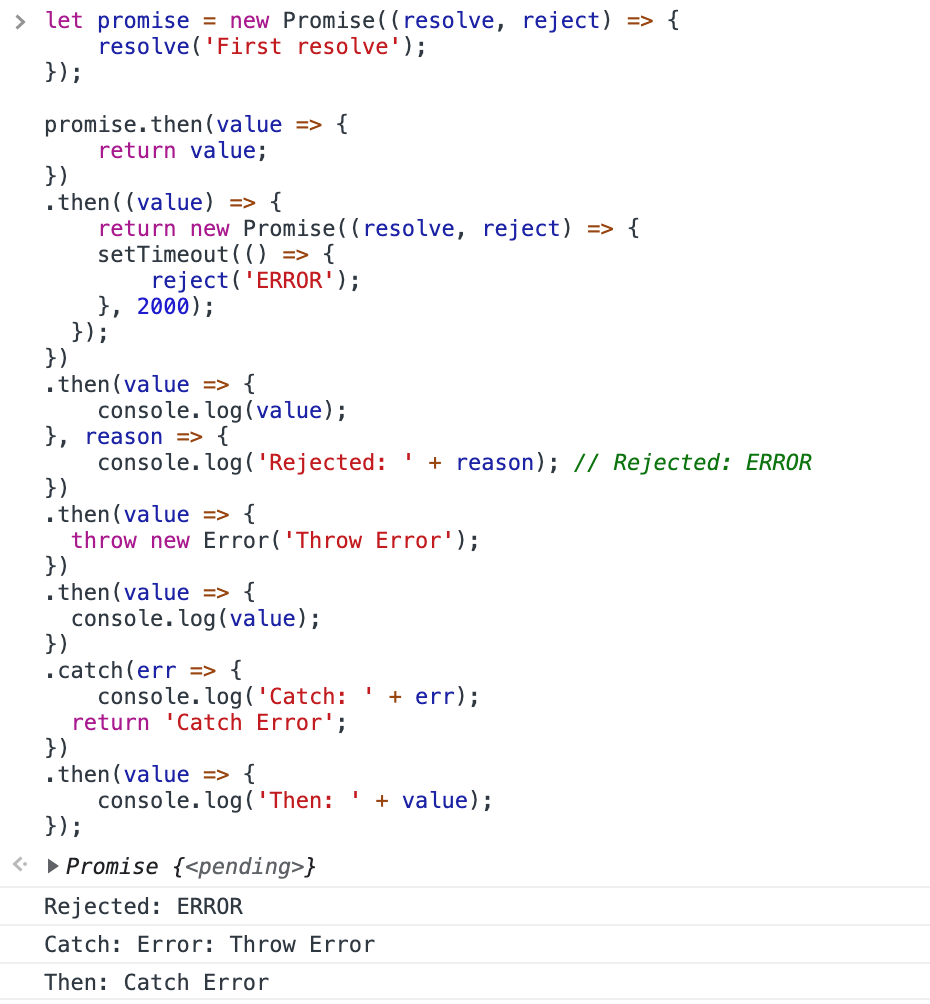 let promise = new Promise((resolve, reject) => {
    resolve('First resolve');
});

promise.then(value => {
    return value;
})
.then((value) => {
    return new Promise((resolve, reject) => {
    setTimeout(() => {
        reject('ERROR');
    }, 2000);
  });
})
.then(value => {
    console.log(value);
}, reason => {
    console.log('Rejected: ' + reason); // Rejected: ERROR
})
.then(value => {
  throw new Error('Throw Error');
})
.then(value => {
  console.log(value);
})
.catch(err => {
    console.log('Catch: ' + err);
  return 'Catch Error';
})
.then(value => {
    console.log('Then: ' + value);
});
Promise {<pending>}
Rejected: ERROR
Catch: Error: Throw Error
Then: Catch Error